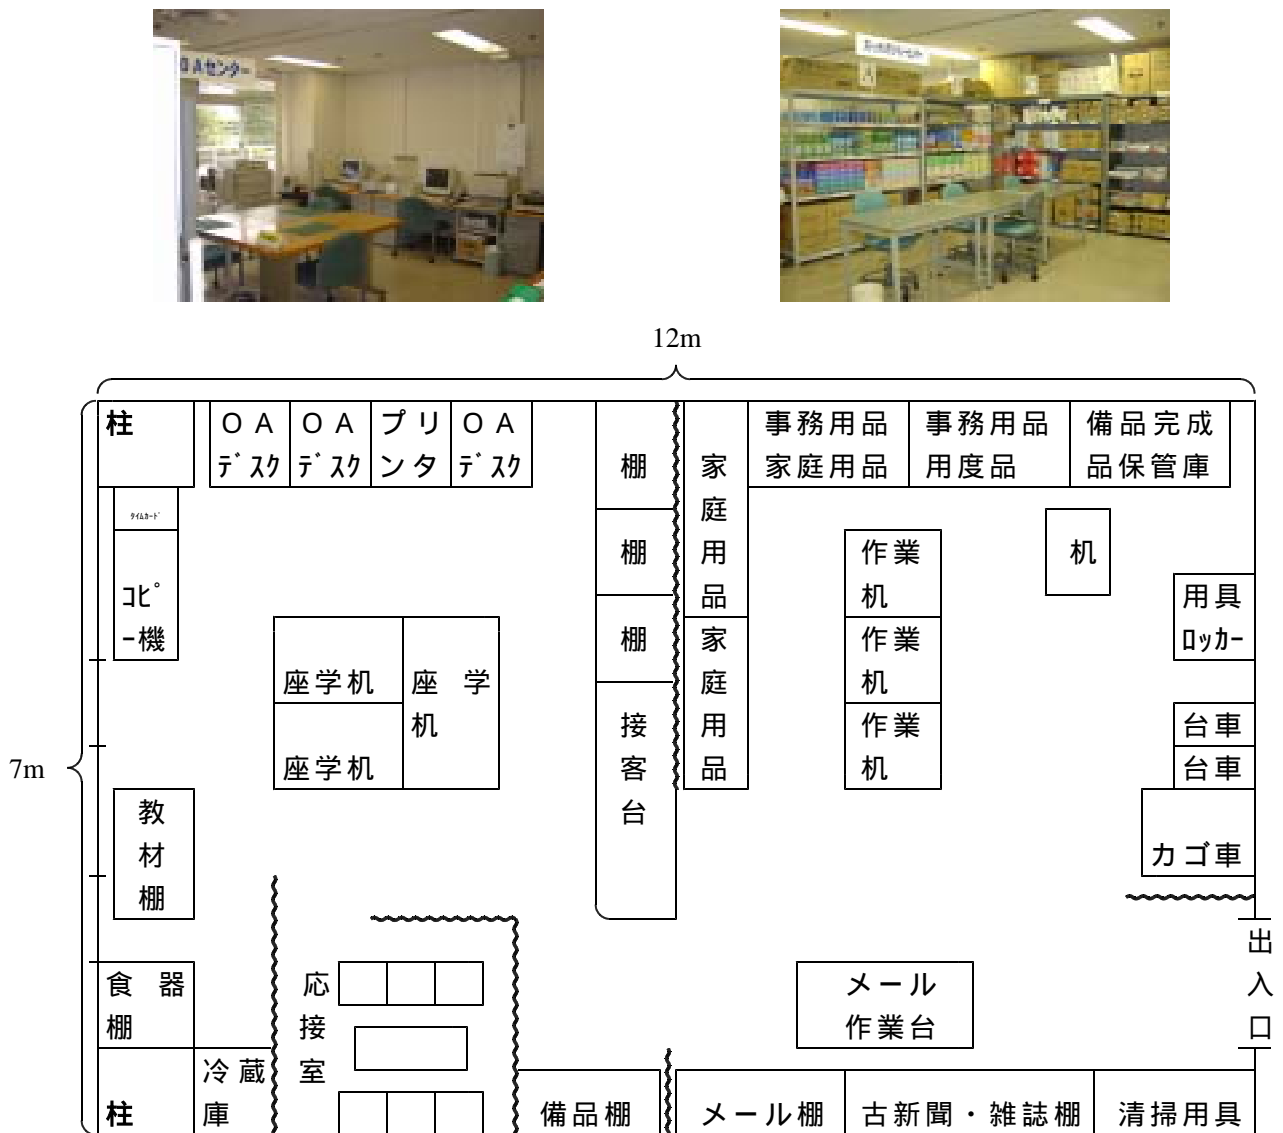 OAセンター
12m
7m
柱
OA
デスク
OA
デスク
プリ
ンタ
OA
デスク
棚
棚
棚
接
客
台
家
庭
用
品
家
庭
用
品
事務用品
家庭用品
事務用品
用度品
備品完成
品保管庫
タイムカード
コピ
ー機
座学机
座学机
座 学
机
作業
机
作業
机
作業
机
机
用具
ロッカー
台車
台車
カゴ車
教
材
棚
食 器
棚
柱
冷蔵
庫
応
接
室
備品棚
メール
作業台
メール棚
古新聞・雑誌棚
清掃用具
出
入
口